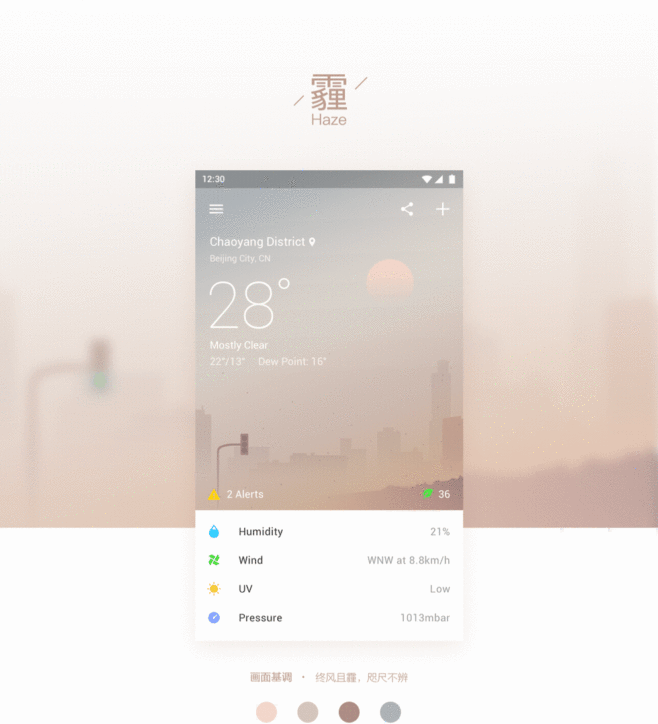 霾
Haze
12:30
Chaoyang District
Beijing City, CN
28°
Mostly Clear
22°/13° Dew Point: 16°
2 Alerts 36
Humidity 21%
Wind WNW at 8.8km/h
UV Low
Pressure 1013mbar
画面基调 · 终风且霾，咫尺不辨